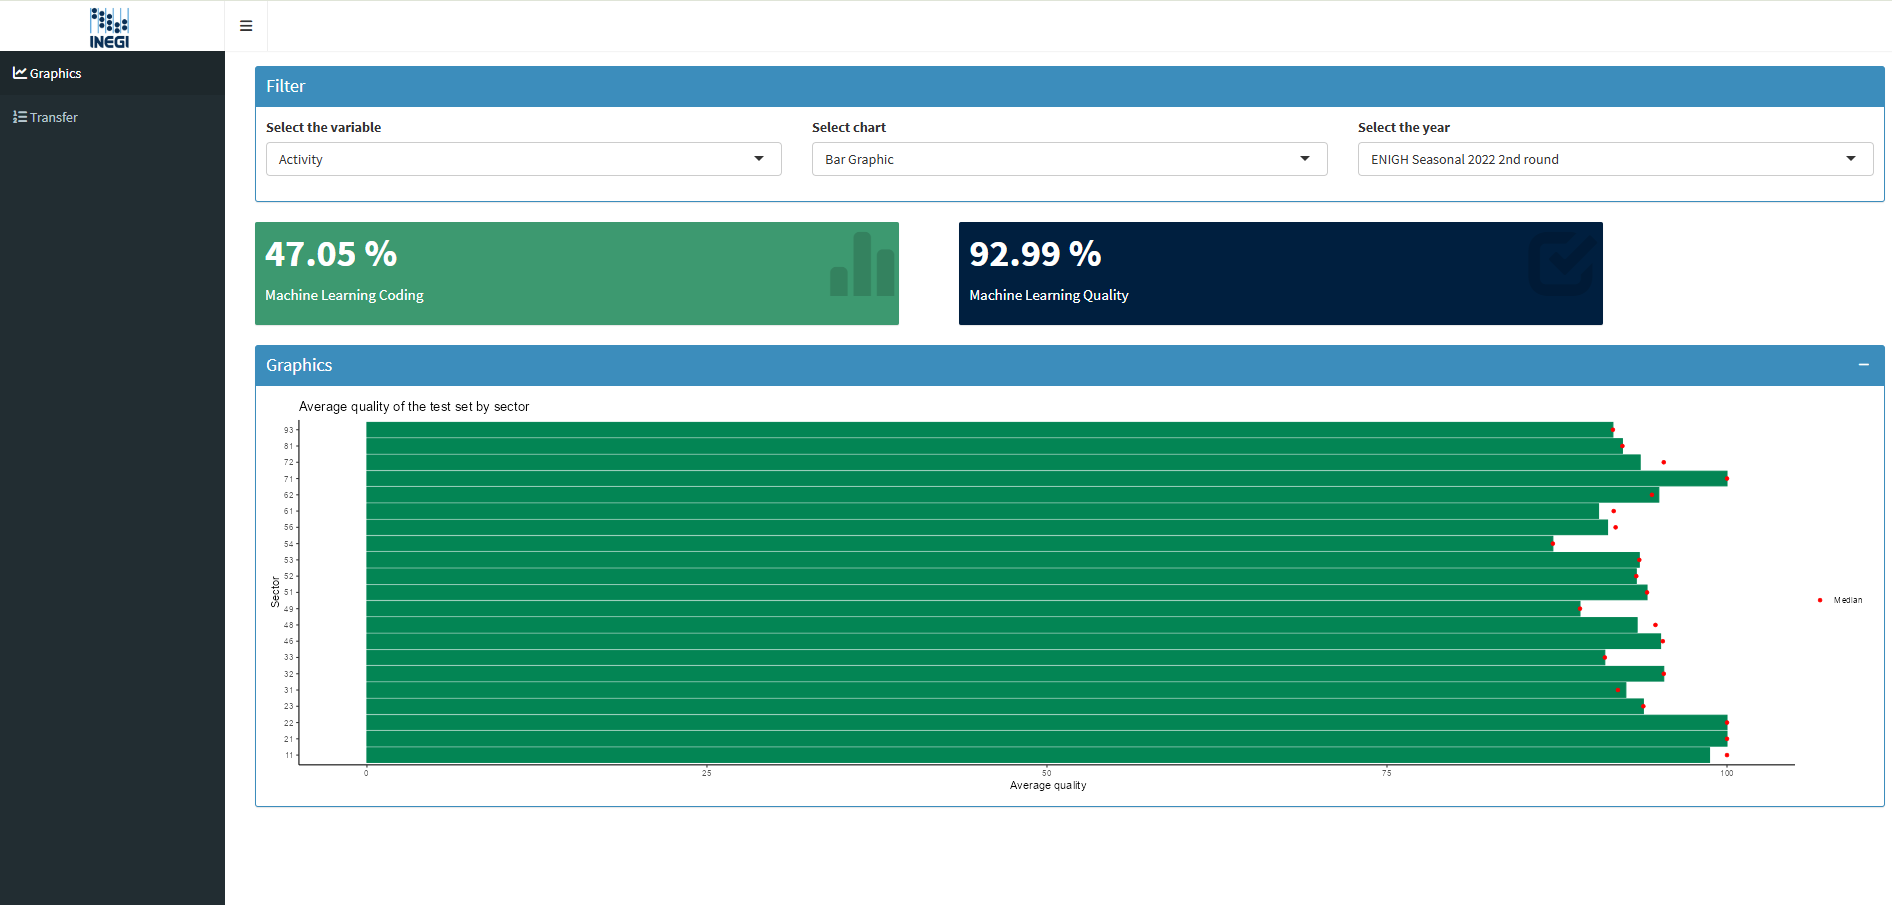 INEGI
Graphics
Transfer
Filter
Select the variable
Select chart
Select the year
Activity
Bar Graphic
ENIGH Seasonal 2022 2nd round
47.05 %
Machine Learning Coding
92.99 %
Machine Learning Quality
Graphics
Average quality of the test set by sector
Sector
93
81
72
71
62
61
56
54
53
52
51
49
48
46
33
32
31
23
22
21
11
0
25
50
75
100
Average quality
Median